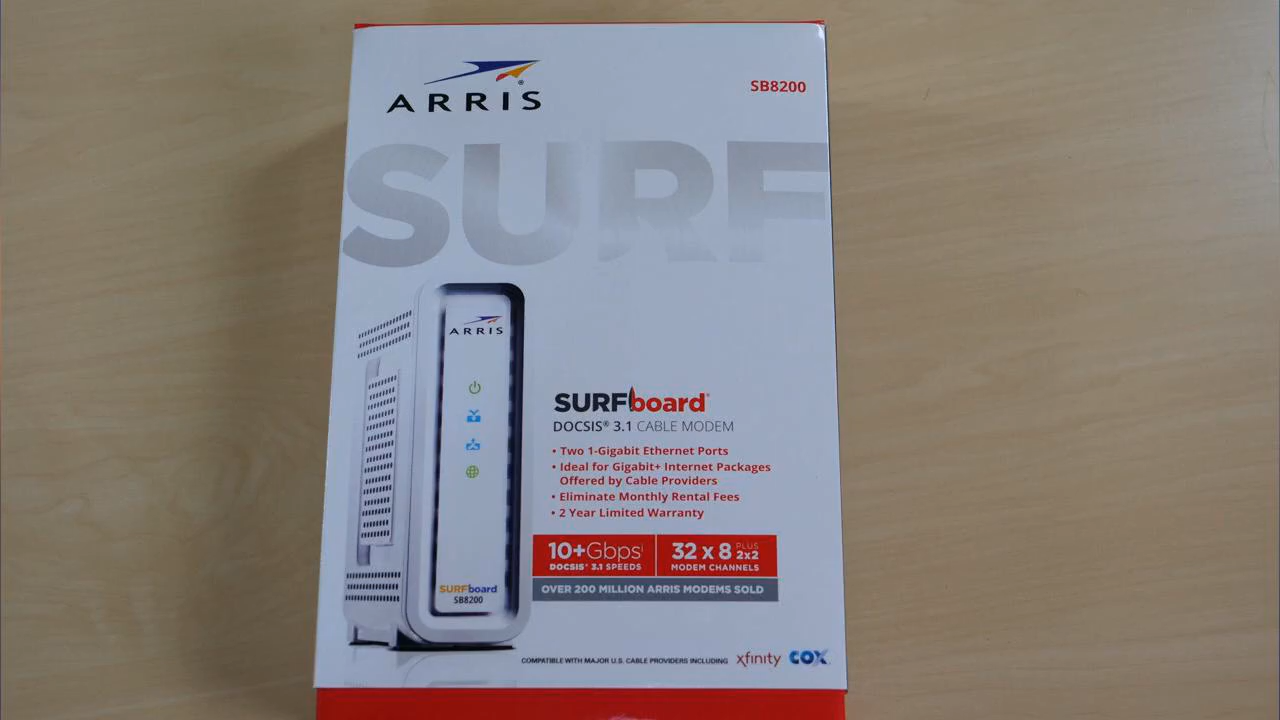 ARRIS®
SB8200
SURF
ARRIS
SURFboard
SB8200
SURFboard®
DOCSIS® 3.1 CABLE MODEM
• Two 1-Gigabit Ethernet Ports
• Ideal for Gigabit+ Internet Packages
Offered by Cable Providers
• Eliminate Monthly Rental Fees
• 2 Year Limited Warranty
10+Gbps¹
DOCSIS® 3.1 SPEEDS
32 x 8 PLUS 2x2
MODEM CHANNELS
OVER 200 MILLION ARRIS MODEMS SOLD
COMPATIBLE WITH MAJOR U.S. CABLE PROVIDERS INCLUDING xfinity COX